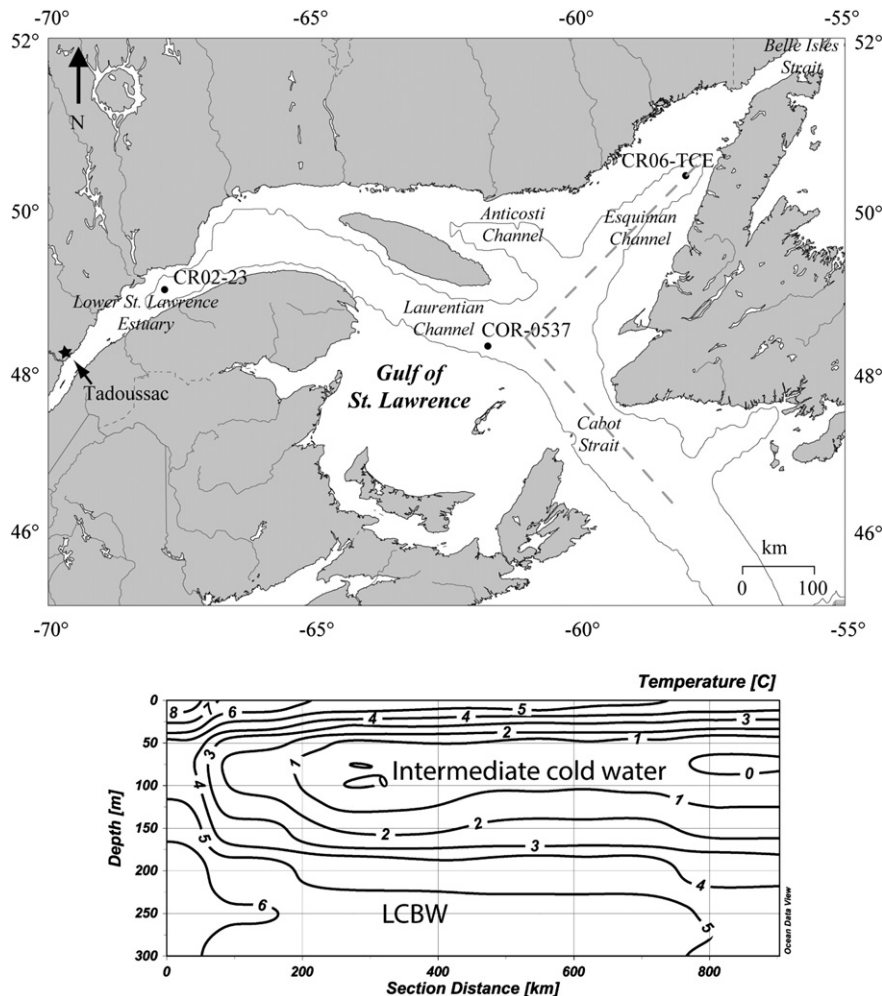 -70° -65° -60° -55°
52° 52°
Belle Isles
Strait
N
CR06-TCE
50° 50°
Anticosti
Channel
Esquiman
Channel
CR02-23
Lower St. Lawrence
Estuary
Laurentian
Channel
COR-0537
48° 48°
Tadoussac
Gulf of
St. Lawrence
Cabot
Strait
46° 46°
km
0 100
-70° -65° -60° -55°
Temperature [C]
0
8 7 6 5 4 4 3
2 1
50
3 1 Intermediate cold water 0
100
4 1
5 2 2
150
3
200
4
6 LCBW 5
250
300
Depth [m]
0 200 400 600 800
Section Distance [km]
Ocean Data View